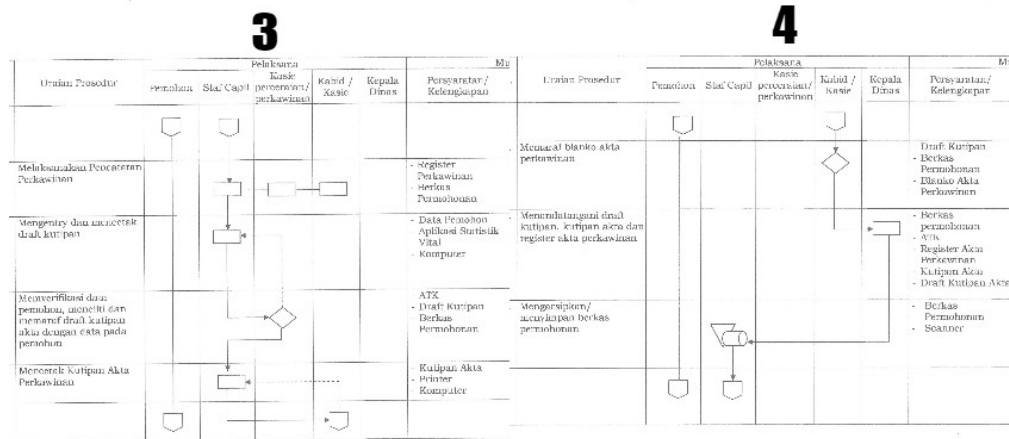 3
Pelaksana
Mu
Uraian Prosedur
Pemohon
Staf Capil
Kasie
perceraian/
perkawinan
Kabid /
Kasie
Kepala
Dinas
Persyaratan/
Kelengkapan
Melaksanakan Pencatatan
Perkawinan
- Register
Perkawinan
- Berkas
Permohonan
Mengentry dan mencetak
draft kutipan
- Data Pemohon
- Aplikasi Statistik
Vital
- Komputer
Memverifikasi data
pemohon, meneliti dan
memaraf draft kutipan
akta dengan data pada
pemohon
- ATK
- Draft Kutipan
Berkas
Permohonan
Mencetak Kutipan Akta
Perkawinan
- Kutipan Akta
- Printer
- Komputer
4
Pelaksana
Mu
Uraian Prosedur
Pemohon
Staf Capil
Kasie
perceraian/
perkawinan
Kabid /
Kasie
Kepala
Dinas
Persyaratan/
Kelengkapan
Memaraf blanko akta
perkawinan
- Draft Kutipan
- Berkas
Permohonan
- Blanko Akta
Perkawinan
Menandatangani draft
kutipan, kutipan akta dan
register akta perkawinan
- Berkas
permohonan
- ATK
- Register Akta
Perkawinan
- Kutipan Akta
- Draft Kutipan Akta
Mengarsipkan/
menyimpan berkas
permohonan
- Berkas
Permohonan
- Scanner